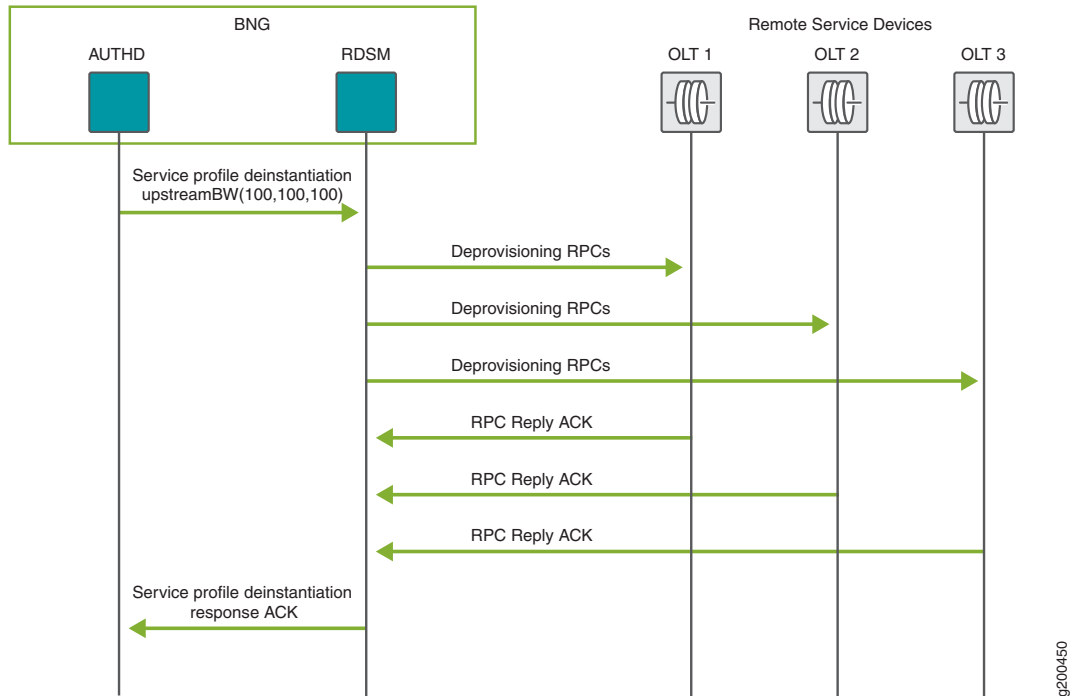 BNG
Remote Service Devices
AUTHD
RDSM
OLT 1
OLT 2
OLT 3
Service profile deinstantiation
upstreamBW(100,100,100)
Deprovisioning RPCs
Deprovisioning RPCs
Deprovisioning RPCs
RPC Reply ACK
RPC Reply ACK
RPC Reply ACK
Service profile deinstantiation
response ACK
g200450